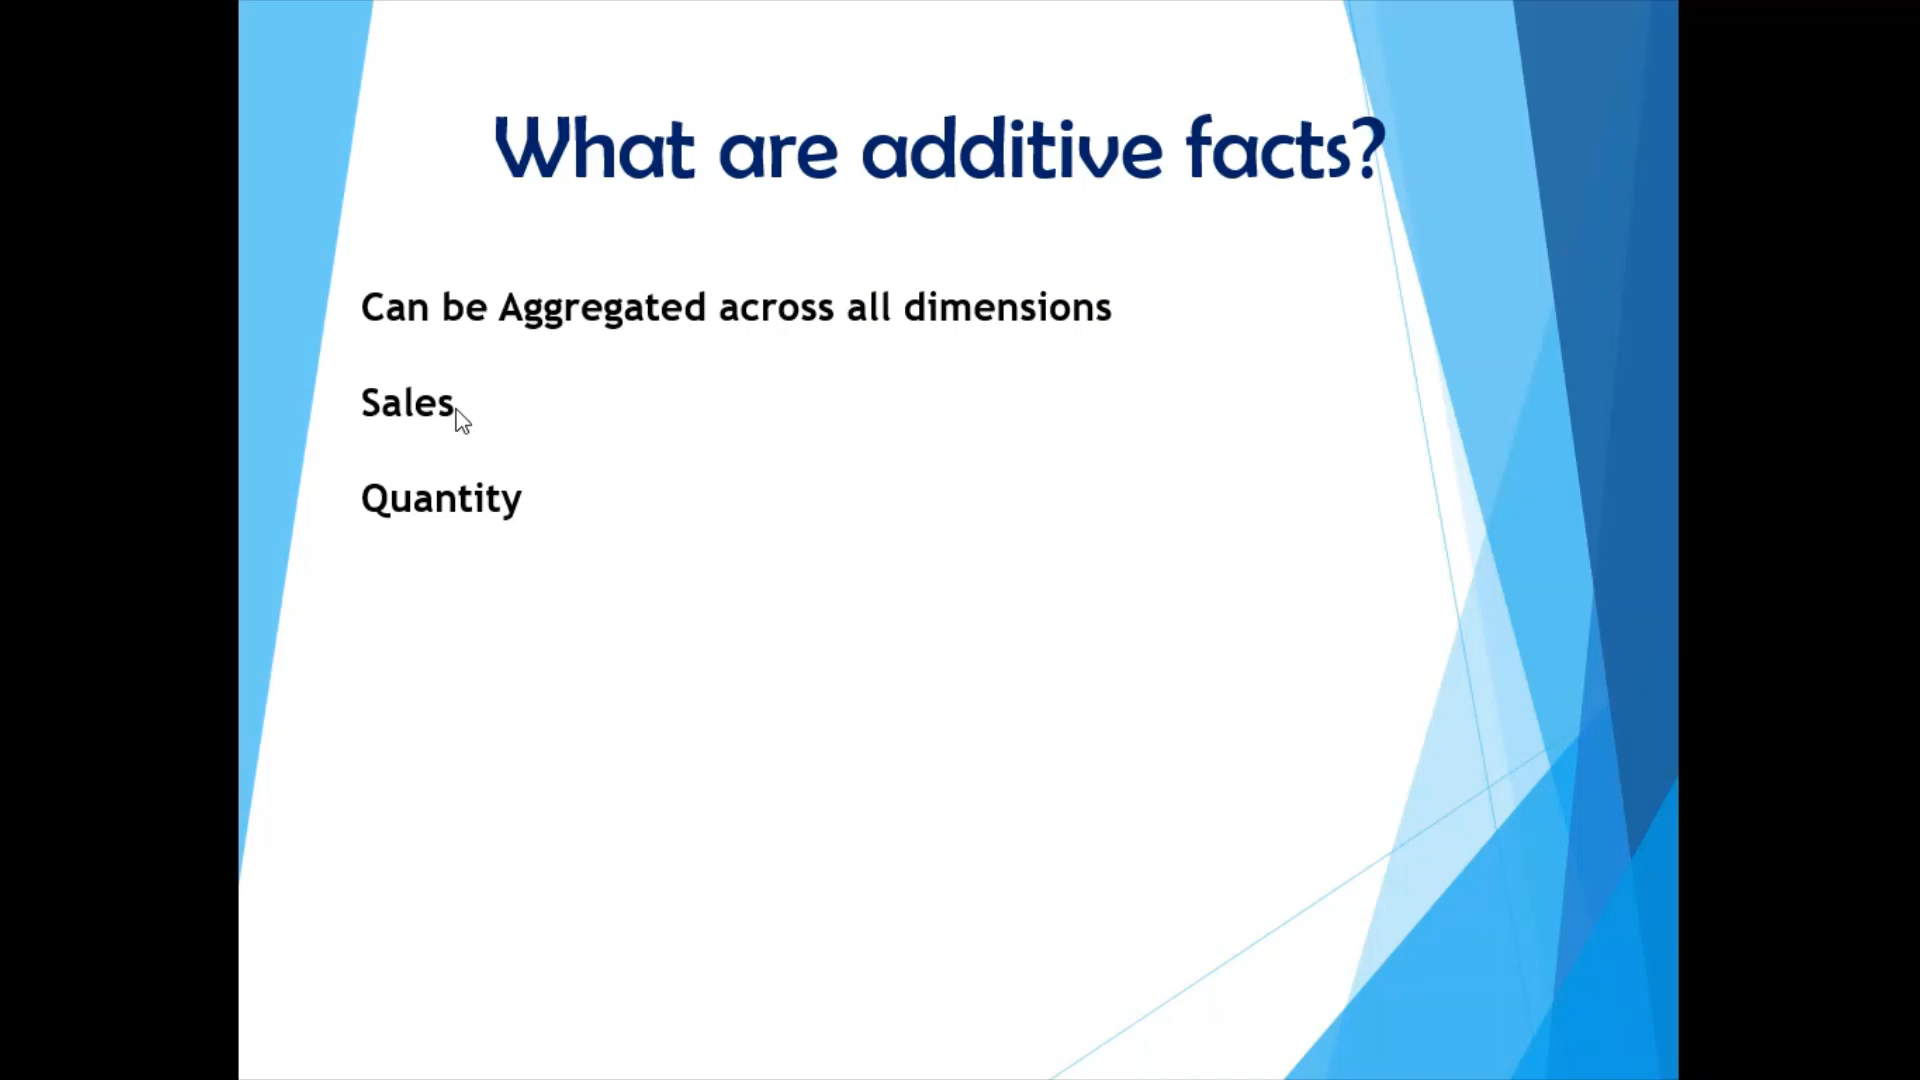 What are additive facts?
Can be Aggregated across all dimensions
Sales
Quantity